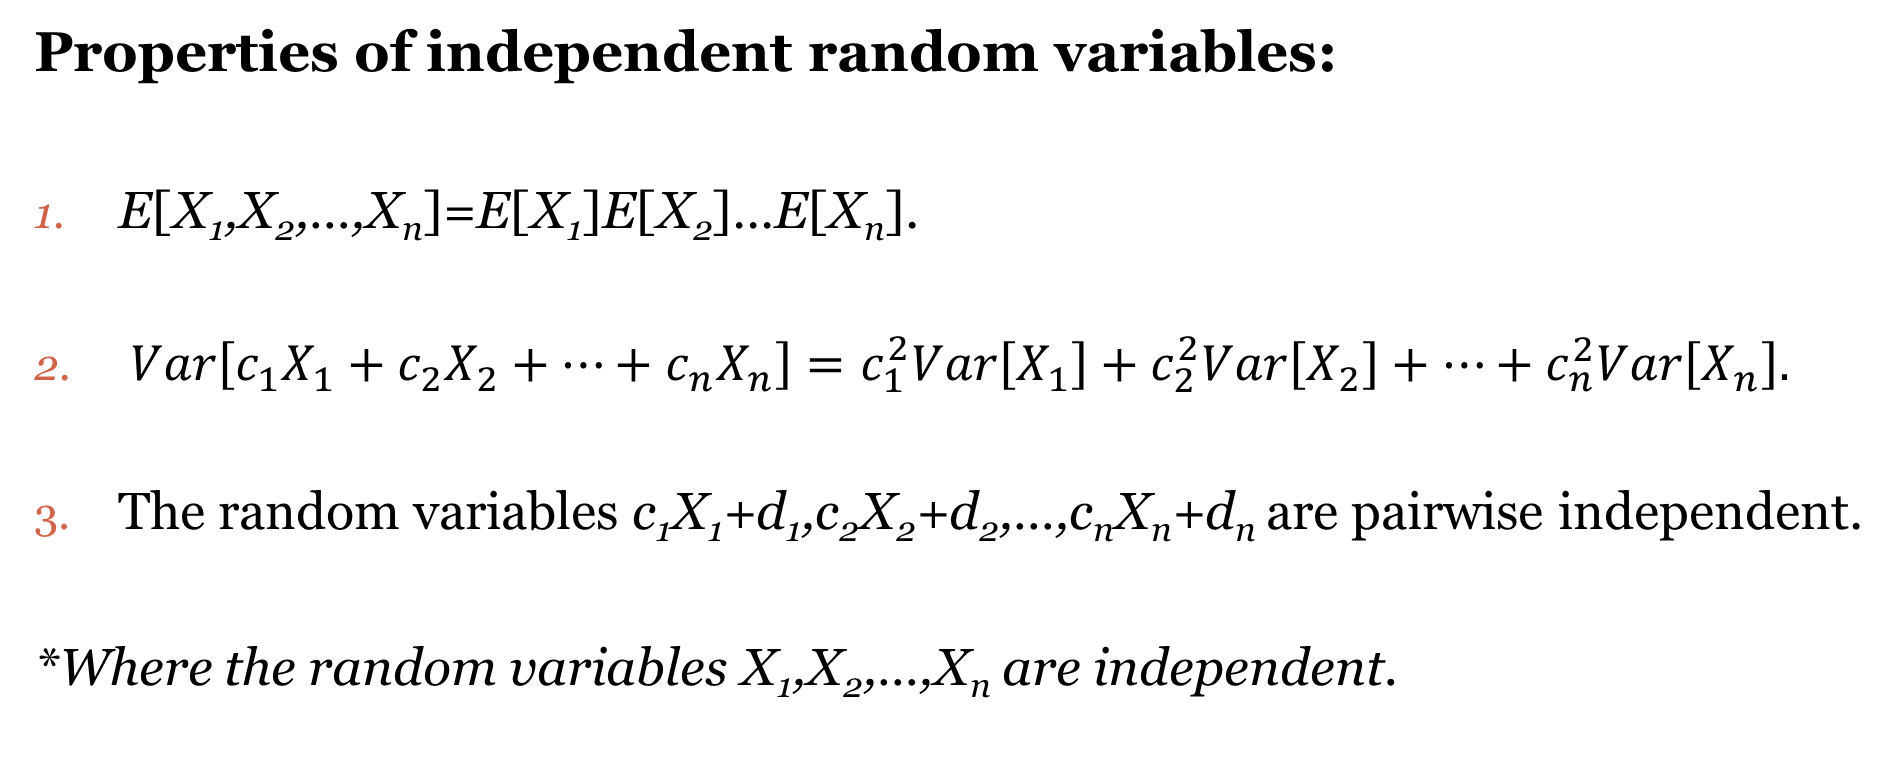 Properties of independent random variables:
1. E[X₁,X₂,...,Xₙ]=E[X₁]E[X₂]...E[Xₙ].
2. Var[c₁X₁ + c₂X₂ + ⋯ + cₙXₙ] = c₁²Var[X₁] + c₂²Var[X₂] + ⋯ + cₙ²Var[Xₙ].
3. The random variables c₁X₁+d₁,c₂X₂+d₂,...,cₙXₙ+dₙ are pairwise independent.
*Where the random variables X₁,X₂,...,Xₙ are independent.